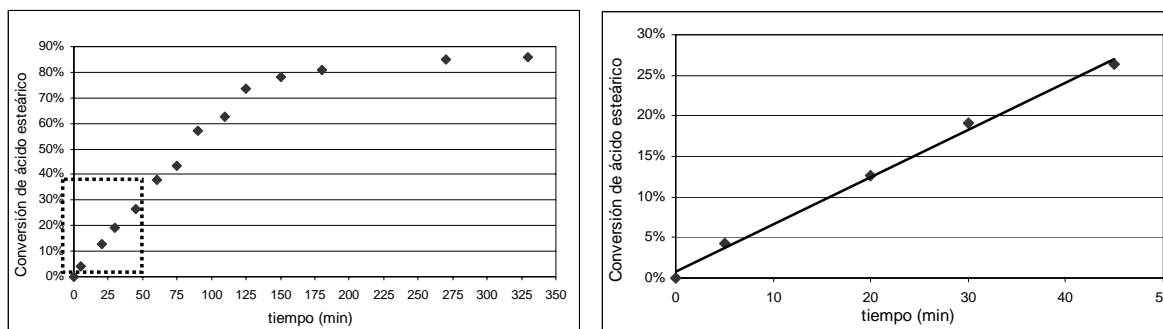 Conversión de ácido esteárico
90%
80%
70%
60%
50%
40%
30%
20%
10%
0%
0 25 50 75 100 125 150 175 200 225 250 275 300 325 350
tiempo (min)
Conversión de ácido esteárico
30%
25%
20%
15%
10%
5%
0%
0 10 20 30 40 50
tiempo (min)